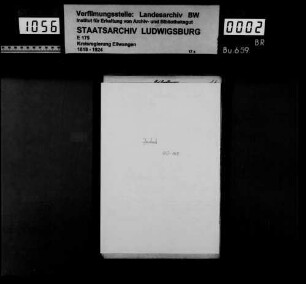 1056
Verfilmungsstelle: Landesarchiv BW
Institut für Erhaltung von Archiv- und Bibliotheksgut
STAATSARCHIV LUDWIGSBURG
E 175
Kreisregierung Ellwangen
1818 - 1924
0002
BR
Bü.659